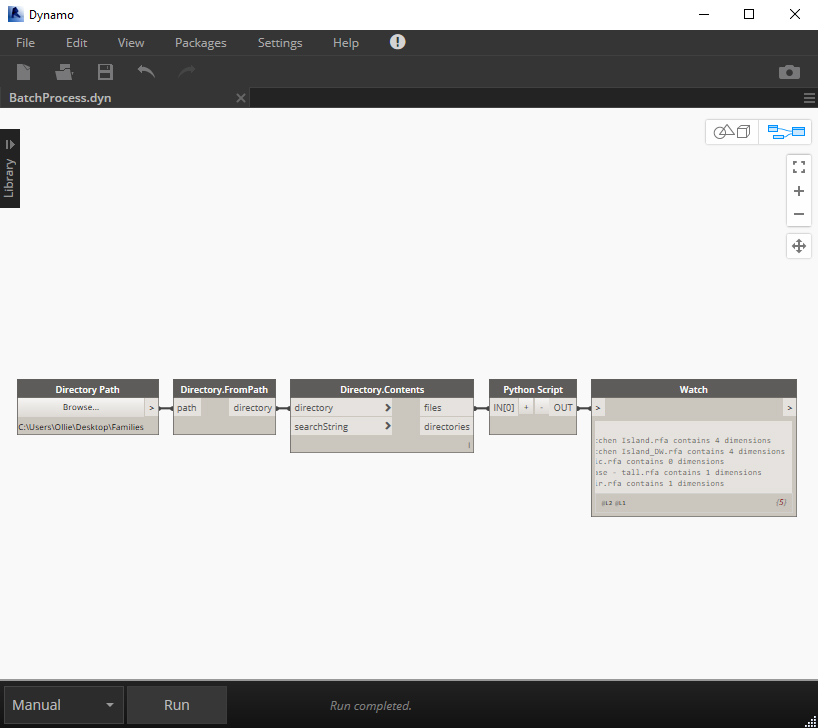 Dynamo
File Edit View Packages Settings Help
BatchProcess.dyn
Library
Directory Path
Browse... >
C:\Users\Ollie\Desktop\Families
Directory.FromPath
path directory
Directory.Contents
directory > files
searchString > directories
Python Script
IN[0] + - OUT
Watch
> >
:chen Island.rfa contains 4 dimensions
:chen Island_DW.rfa contains 4 dimensions
:c.rfa contains 0 dimensions
se - tall.rfa contains 1 dimensions
r.rfa contains 1 dimensions
@L2 @L1 {5}
Manual Run Run completed.